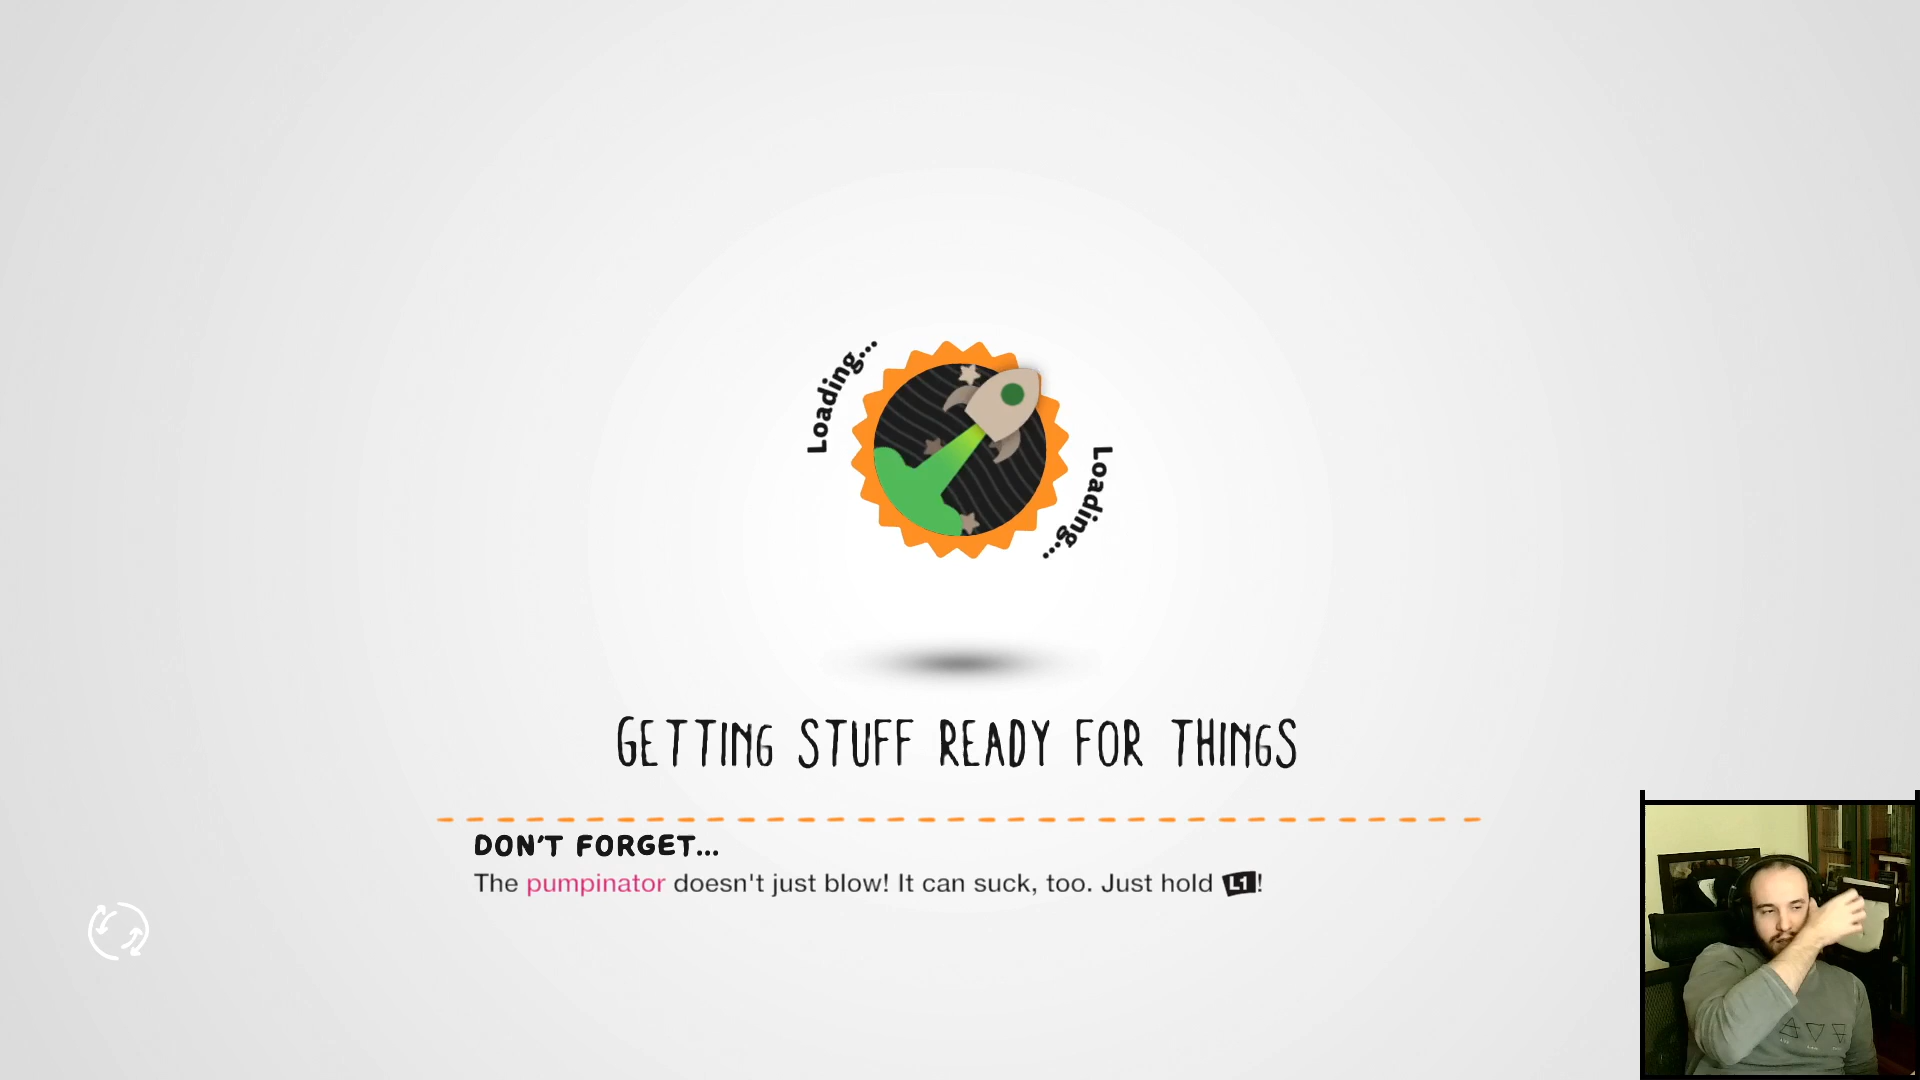 Loading...
Loading...
GETTING STUFF READY FOR THINGS
DON'T FORGET...
The pumpinator doesn't just blow! It can suck, too. Just hold L1!